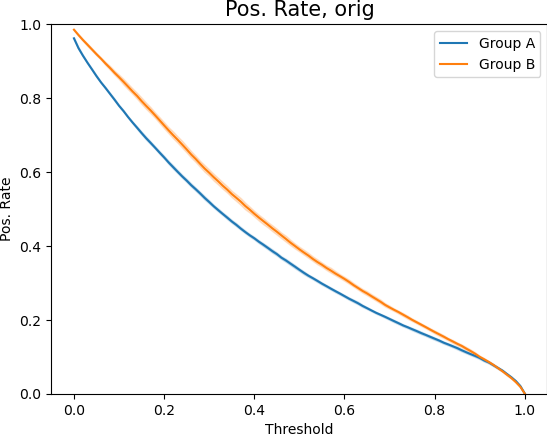 Pos. Rate, orig
Group A
Group B
1.0
0.8
0.6
0.4
0.2
0.0
Pos. Rate
0.0 0.2 0.4 0.6 0.8 1.0
Threshold